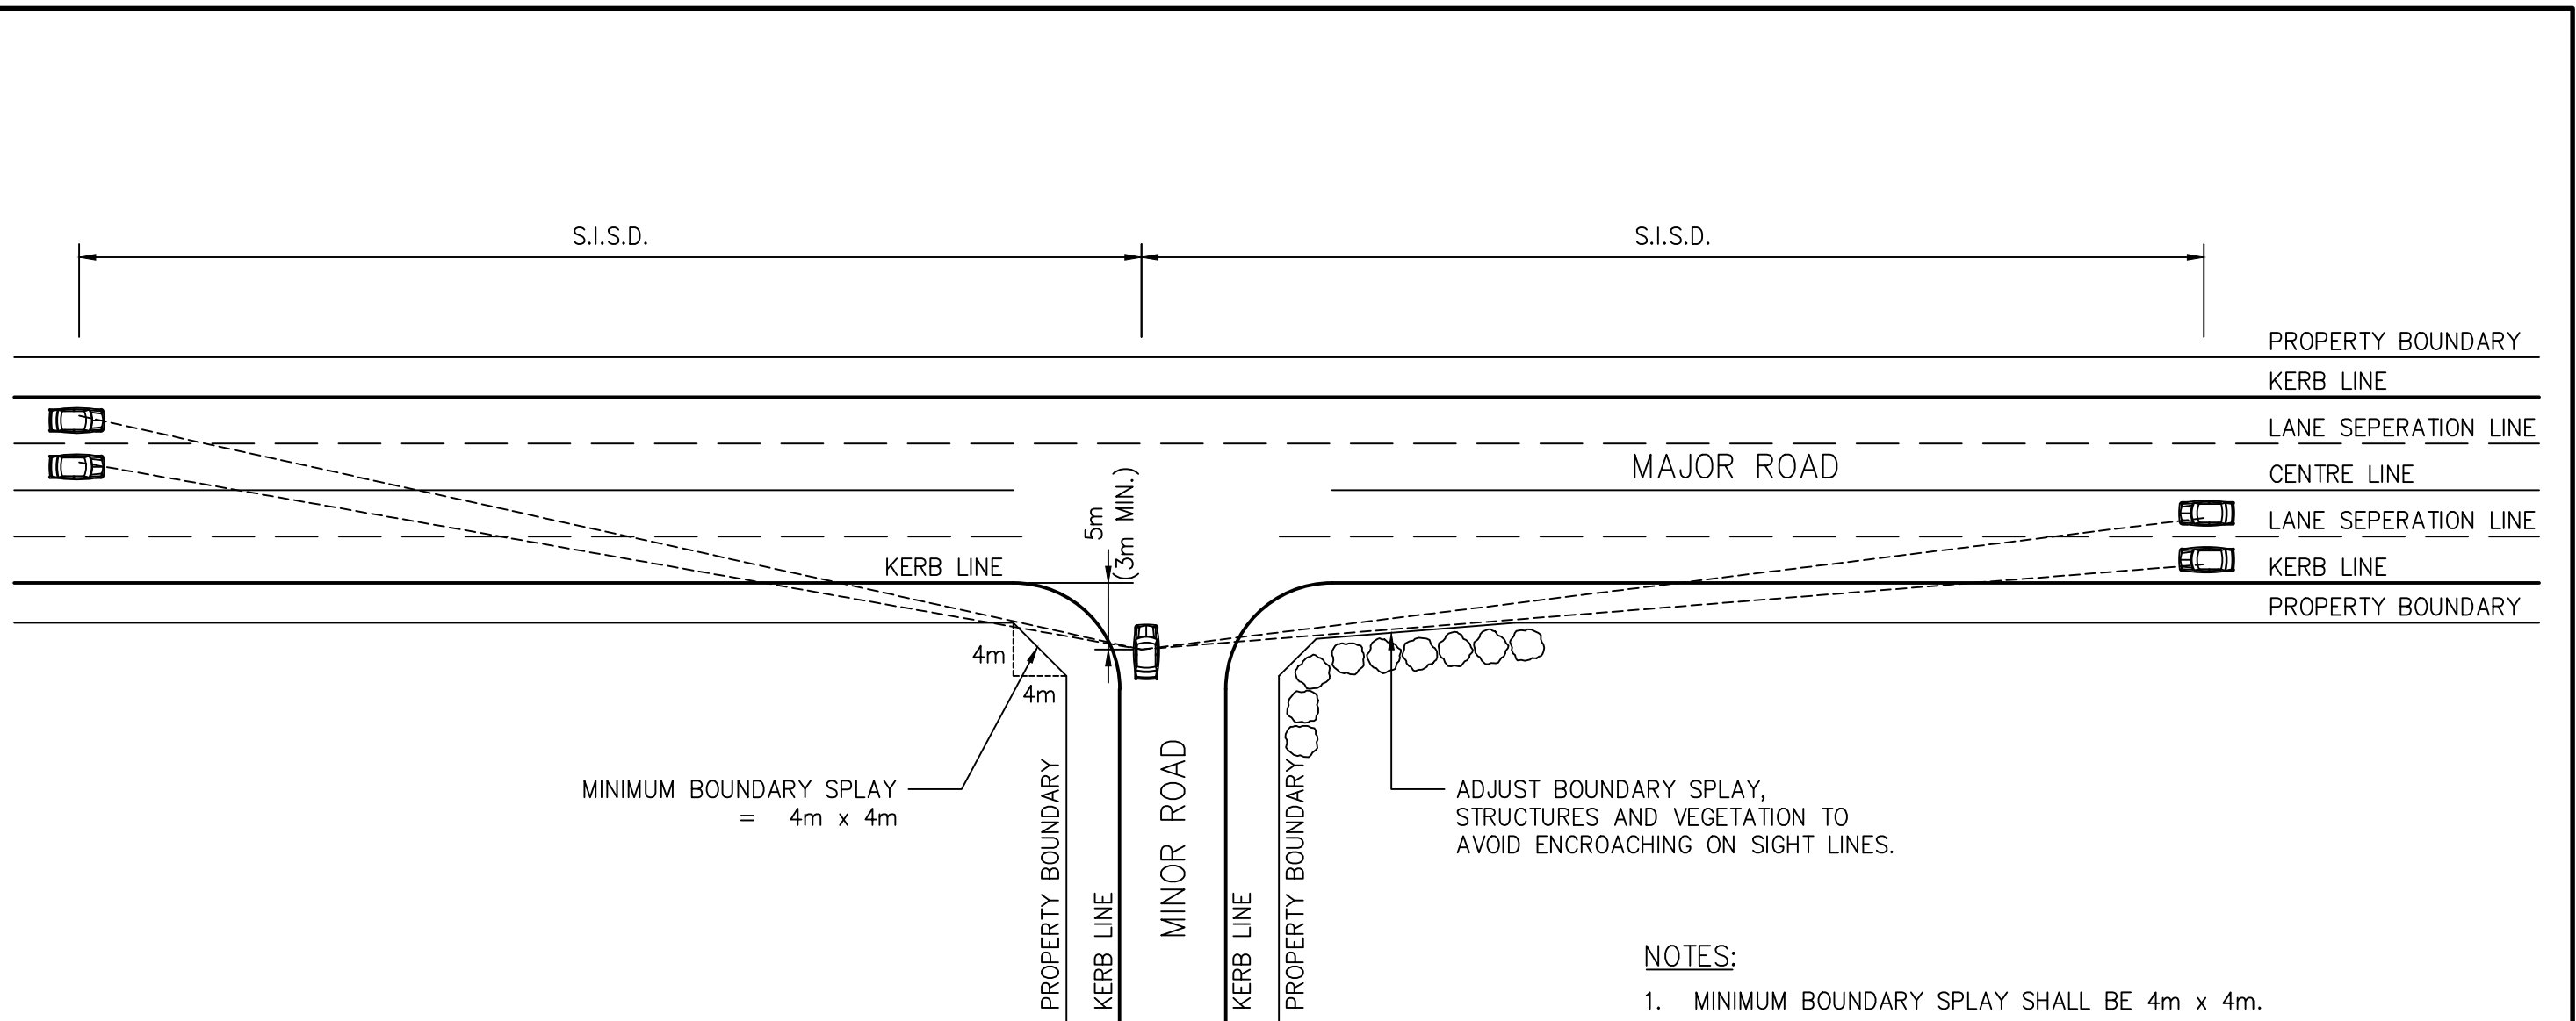 S.I.S.D.
S.I.S.D.
PROPERTY BOUNDARY
KERB LINE
LANE SEPERATION LINE
MAJOR ROAD
CENTRE LINE
LANE SEPERATION LINE
5m
(3m MIN.)
KERB LINE
KERB LINE
PROPERTY BOUNDARY
4m
4m
MINIMUM BOUNDARY SPLAY
= 4m x 4m
PROPERTY BOUNDARY
KERB LINE
MINOR ROAD
KERB LINE
PROPERTY BOUNDARY
ADJUST BOUNDARY SPLAY,
STRUCTURES AND VEGETATION TO
AVOID ENCROACHING ON SIGHT LINES.
NOTES:
1. MINIMUM BOUNDARY SPLAY SHALL BE 4m x 4m.